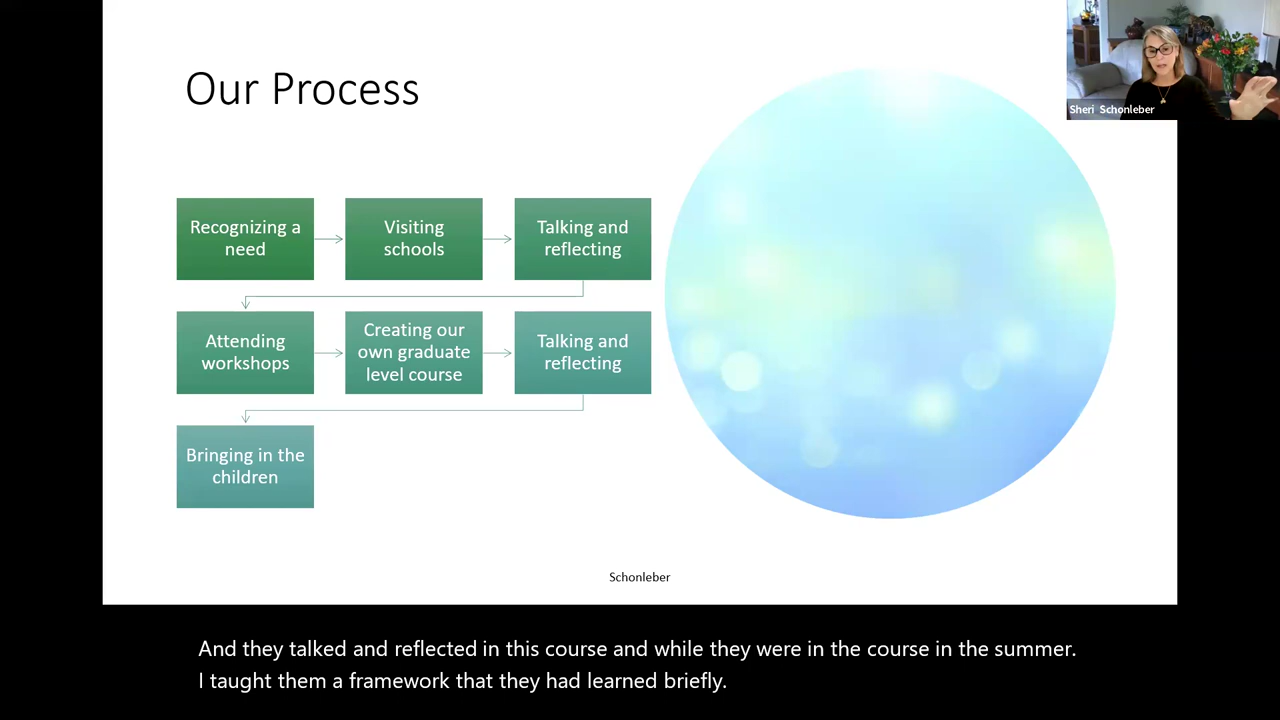 Our Process
Sheri Schonleber
Recognizing a
need
Visiting
schools
Talking and
reflecting
Attending
workshops
Creating our
own graduate
level course
Talking and
reflecting
Bringing in the
children
Schonleber
And they talked and reflected in this course and while they were in the course in the summer.
I taught them a framework that they had learned briefly.